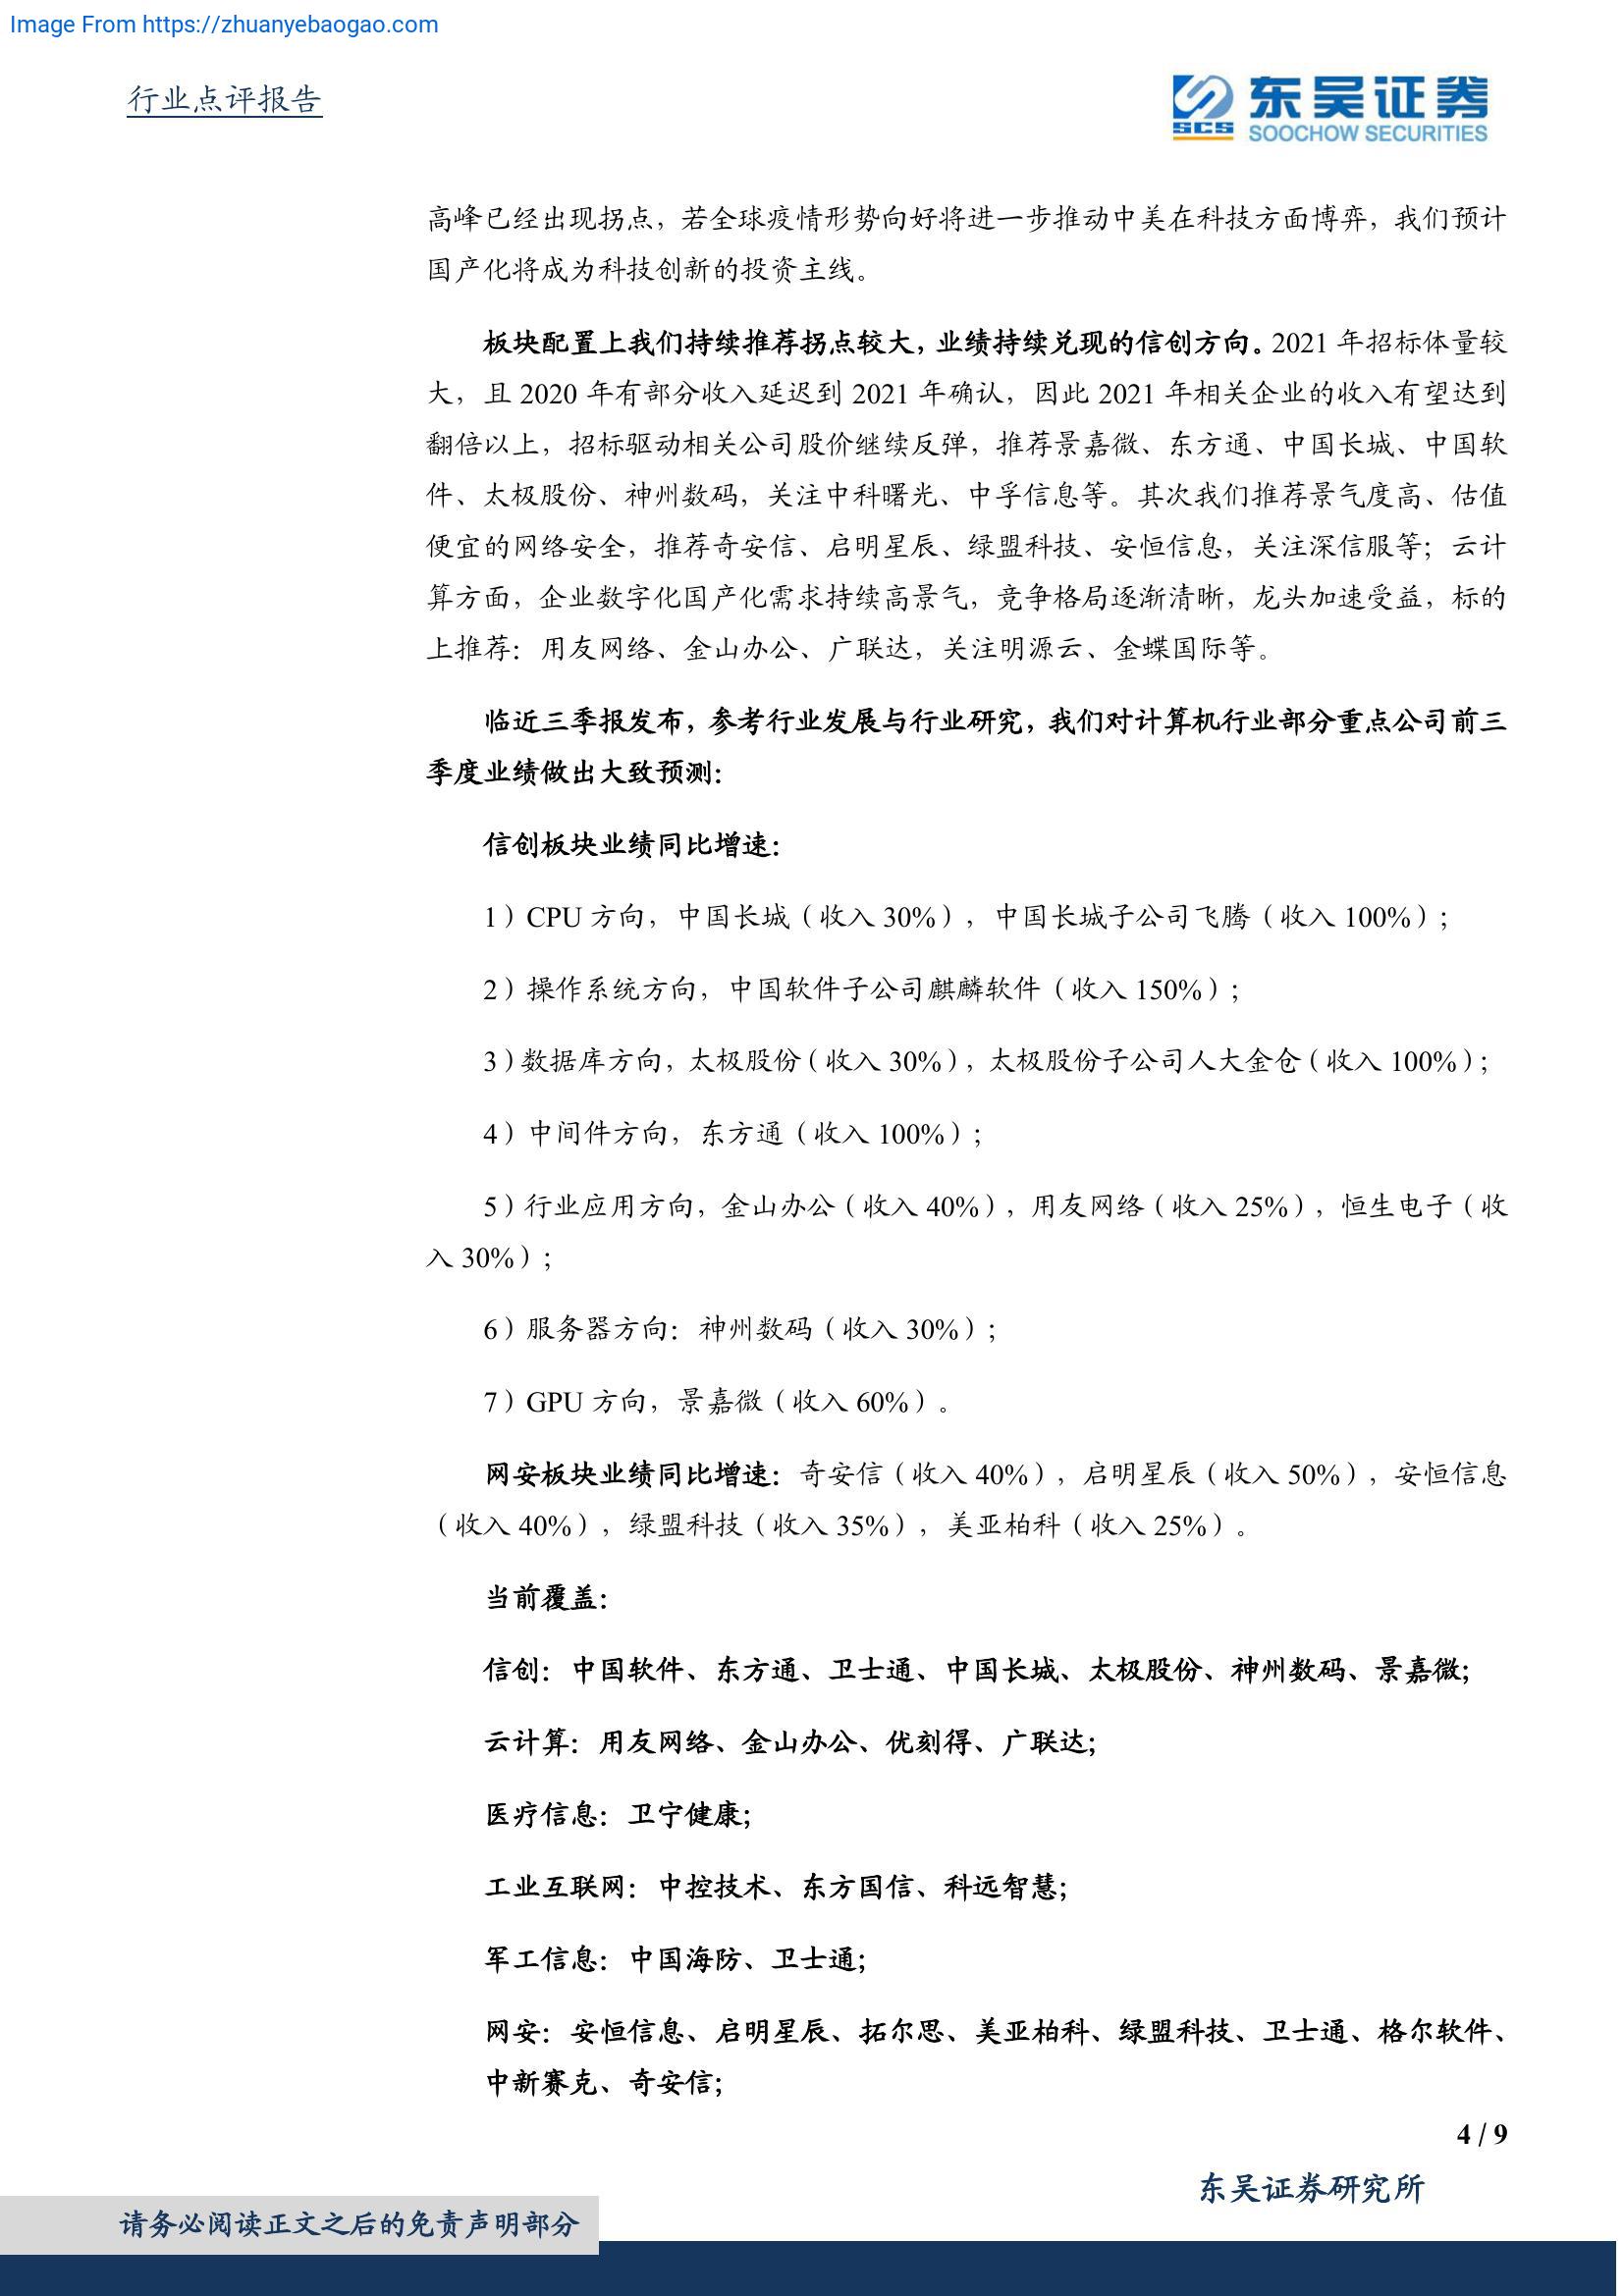 Image From https://zhuanyebaogao.com
行业点评报告
SCS
东吴证券
SOOCHOW SECURITIES
高峰已经出现拐点，若全球疫情形势向好将进一步推动中美在科技方面博弈，我们预计
国产化将成为科技创新的投资主线。
板块配置上我们持续推荐拐点较大，业绩持续兑现的信创方向。2021 年招标体量较
大，且 2020 年有部分收入延迟到 2021 年确认，因此 2021 年相关企业的收入有望达到
翻倍以上，招标驱动相关公司股价继续反弹，推荐景嘉微、东方通、中国长城、中国软
件、太极股份、神州数码，关注中科曙光、中孚信息等。其次我们推荐景气度高、估值
便宜的网络安全，推荐奇安信、启明星辰、绿盟科技、安恒信息，关注深信服等；云计
算方面，企业数字化国产化需求持续高景气，竞争格局逐渐清晰，龙头加速受益，标的
上推荐：用友网络、金山办公、广联达，关注明源云、金蝶国际等。
临近三季报发布，参考行业发展与行业研究，我们对计算机行业部分重点公司前三
季度业绩做出大致预测：
信创板块业绩同比增速：
1）CPU 方向，中国长城（收入 30%），中国长城子公司飞腾（收入 100%）；
2）操作系统方向，中国软件子公司麒麟软件（收入 150%）；
3）数据库方向，太极股份（收入 30%），太极股份子公司人大金仓（收入 100%）；
4）中间件方向，东方通（收入 100%）；
5）行业应用方向，金山办公（收入 40%），用友网络（收入 25%），恒生电子（收
入 30%）；
6）服务器方向：神州数码（收入 30%）；
7）GPU 方向，景嘉微（收入 60%）。
网安板块业绩同比增速：奇安信（收入 40%），启明星辰（收入 50%），安恒信息
（收入 40%），绿盟科技（收入 35%），美亚柏科（收入 25%）。
当前覆盖：
信创：中国软件、东方通、卫士通、中国长城、太极股份、神州数码、景嘉微；
云计算：用友网络、金山办公、优刻得、广联达；
医疗信息：卫宁健康；
工业互联网：中控技术、东方国信、科远智慧；
军工信息：中国海防、卫士通；
网安：安恒信息、启明星辰、拓尔思、美亚柏科、绿盟科技、卫士通、格尔软件、
中新赛克、奇安信；
4 / 9
东吴证券研究所
请务必阅读正文之后的免责声明部分